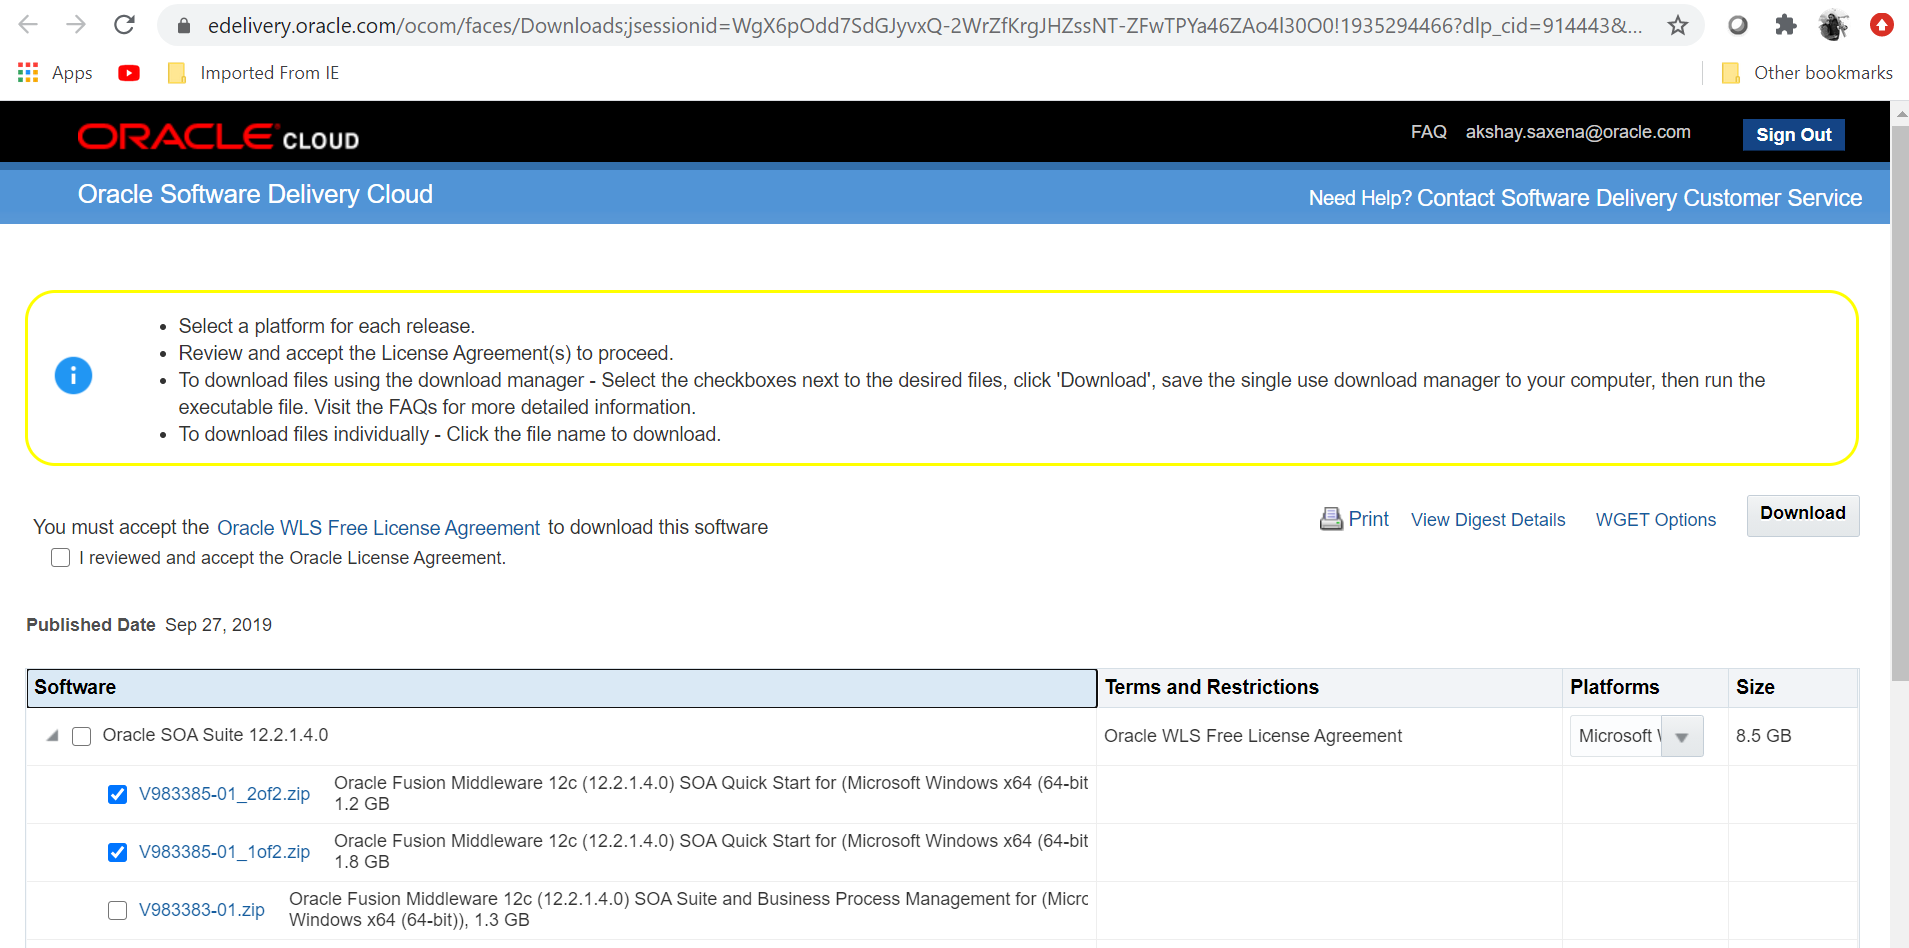 edelivery.oracle.com/ocom/faces/Downloads;jsessionid=WgX6pOdd7SdGJyvxQ-2WrZfKrgJHZssNT-ZFwTPYa46ZAo4l30O0!1935294466?dlp_cid=914443&...
Apps Imported From IE Other bookmarks
ORACLE CLOUD FAQ akshay.saxena@oracle.com Sign Out
Oracle Software Delivery Cloud Need Help? Contact Software Delivery Customer Service
• Select a platform for each release.
• Review and accept the License Agreement(s) to proceed.
• To download files using the download manager - Select the checkboxes next to the desired files, click 'Download', save the single use download manager to your computer, then run the
executable file. Visit the FAQs for more detailed information.
• To download files individually - Click the file name to download.
You must accept the Oracle WLS Free License Agreement to download this software
Print View Digest Details WGET Options Download
I reviewed and accept the Oracle License Agreement.
Published Date Sep 27, 2019
Software Terms and Restrictions Platforms Size
Oracle SOA Suite 12.2.1.4.0 Oracle WLS Free License Agreement Microsoft 8.5 GB
V983385-01_2of2.zip Oracle Fusion Middleware 12c (12.2.1.4.0) SOA Quick Start for (Microsoft Windows x64 (64-bit
1.2 GB
V983385-01_1of2.zip Oracle Fusion Middleware 12c (12.2.1.4.0) SOA Quick Start for (Microsoft Windows x64 (64-bit
1.8 GB
V983383-01.zip Oracle Fusion Middleware 12c (12.2.1.4.0) SOA Suite and Business Process Management for (Micro
Windows x64 (64-bit)), 1.3 GB